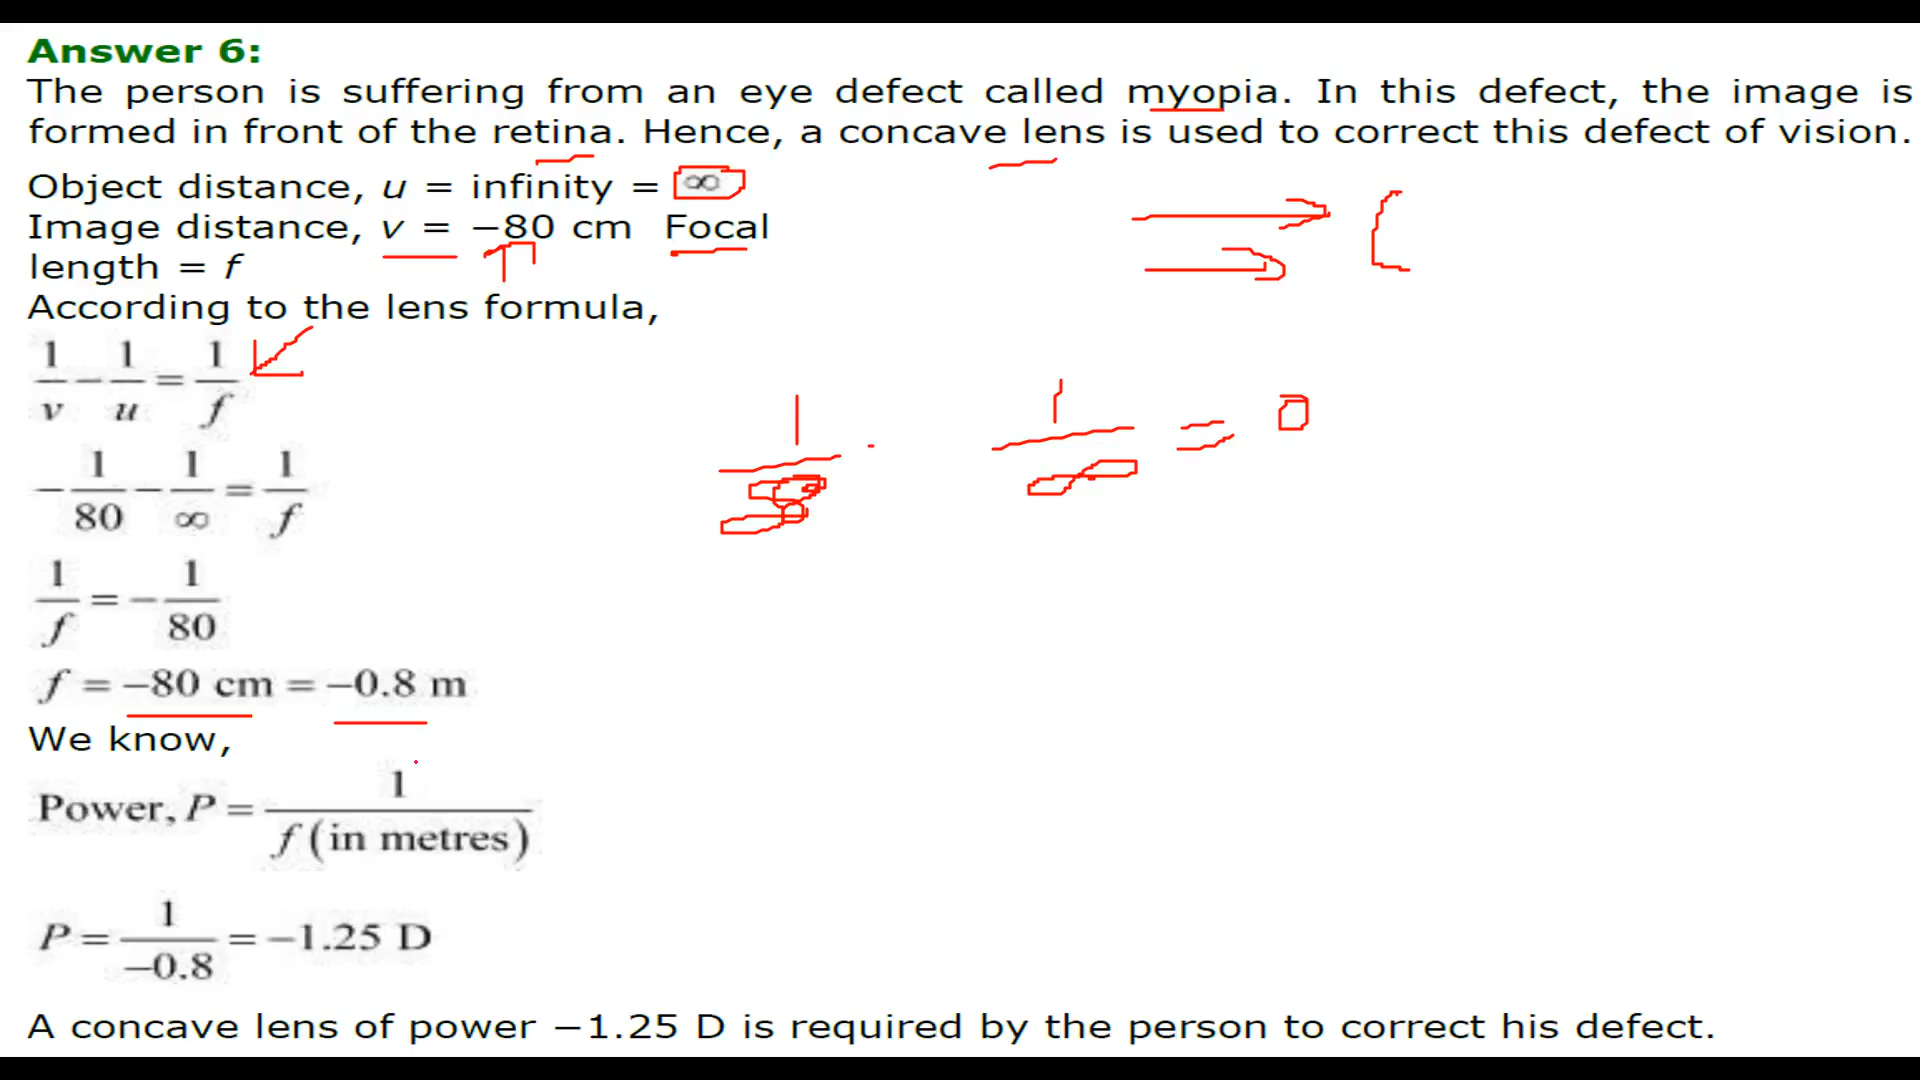 Answer 6:
The person is suffering from an eye defect called myopia. In this defect, the image is
formed in front of the retina. Hence, a concave lens is used to correct this defect of vision.
Object distance, u = infinity = ∞
Image distance, v = −80 cm Focal
length = f
According to the lens formula,
1/v − 1/u = 1/f
−1/80 − 1/∞ = 1/f
1/∞ = 0
1/f = −1/80
f = −80 cm = −0.8 m
We know,
Power, P = 1/f(in metres)
P = 1/−0.8 = −1.25 D
A concave lens of power −1.25 D is required by the person to correct his defect.